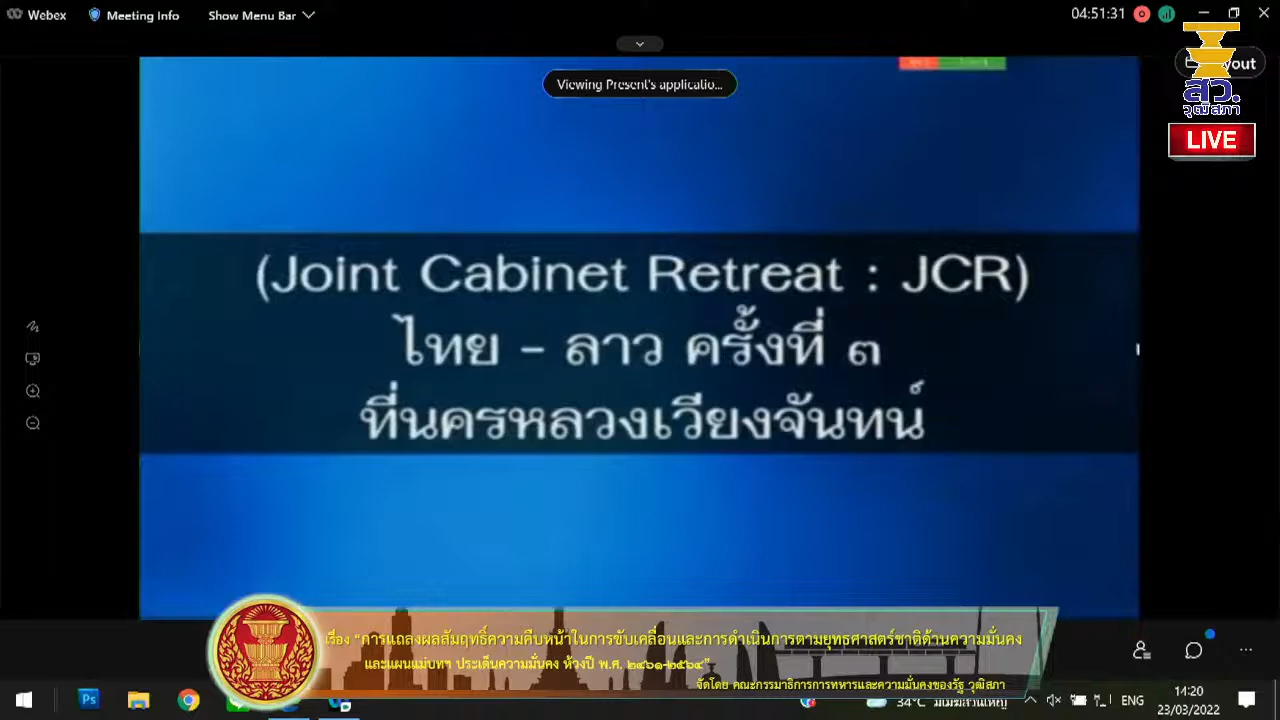 Webex
Meeting Info
Show Menu Bar
04:51:31
Viewing Present's applicatio...
สว.
วุฒิสภา
LIVE
(Joint Cabinet Retreat : JCR)
ไทย - ลาว ครั้งที่ ๓
ที่นครหลวงเวียงจันทน์
เรื่อง "การแถลงผลสัมฤทธิ์ความคืบหน้าในการขับเคลื่อนและการดำเนินการตามยุทธศาสตร์ชาติด้านความมั่นคง
และแผนแม่บทฯ ประเด็นความมั่นคง ห้วงปี พ.ศ. ๒๕๖๑-๒๕๖๔"
จัดโดย คณะกรรมาธิการการทหารและความมั่นคงของรัฐ วุฒิสภา
Ps
34°C มีเมฆส่วนใหญ่
ENG
14:20
23/03/2022